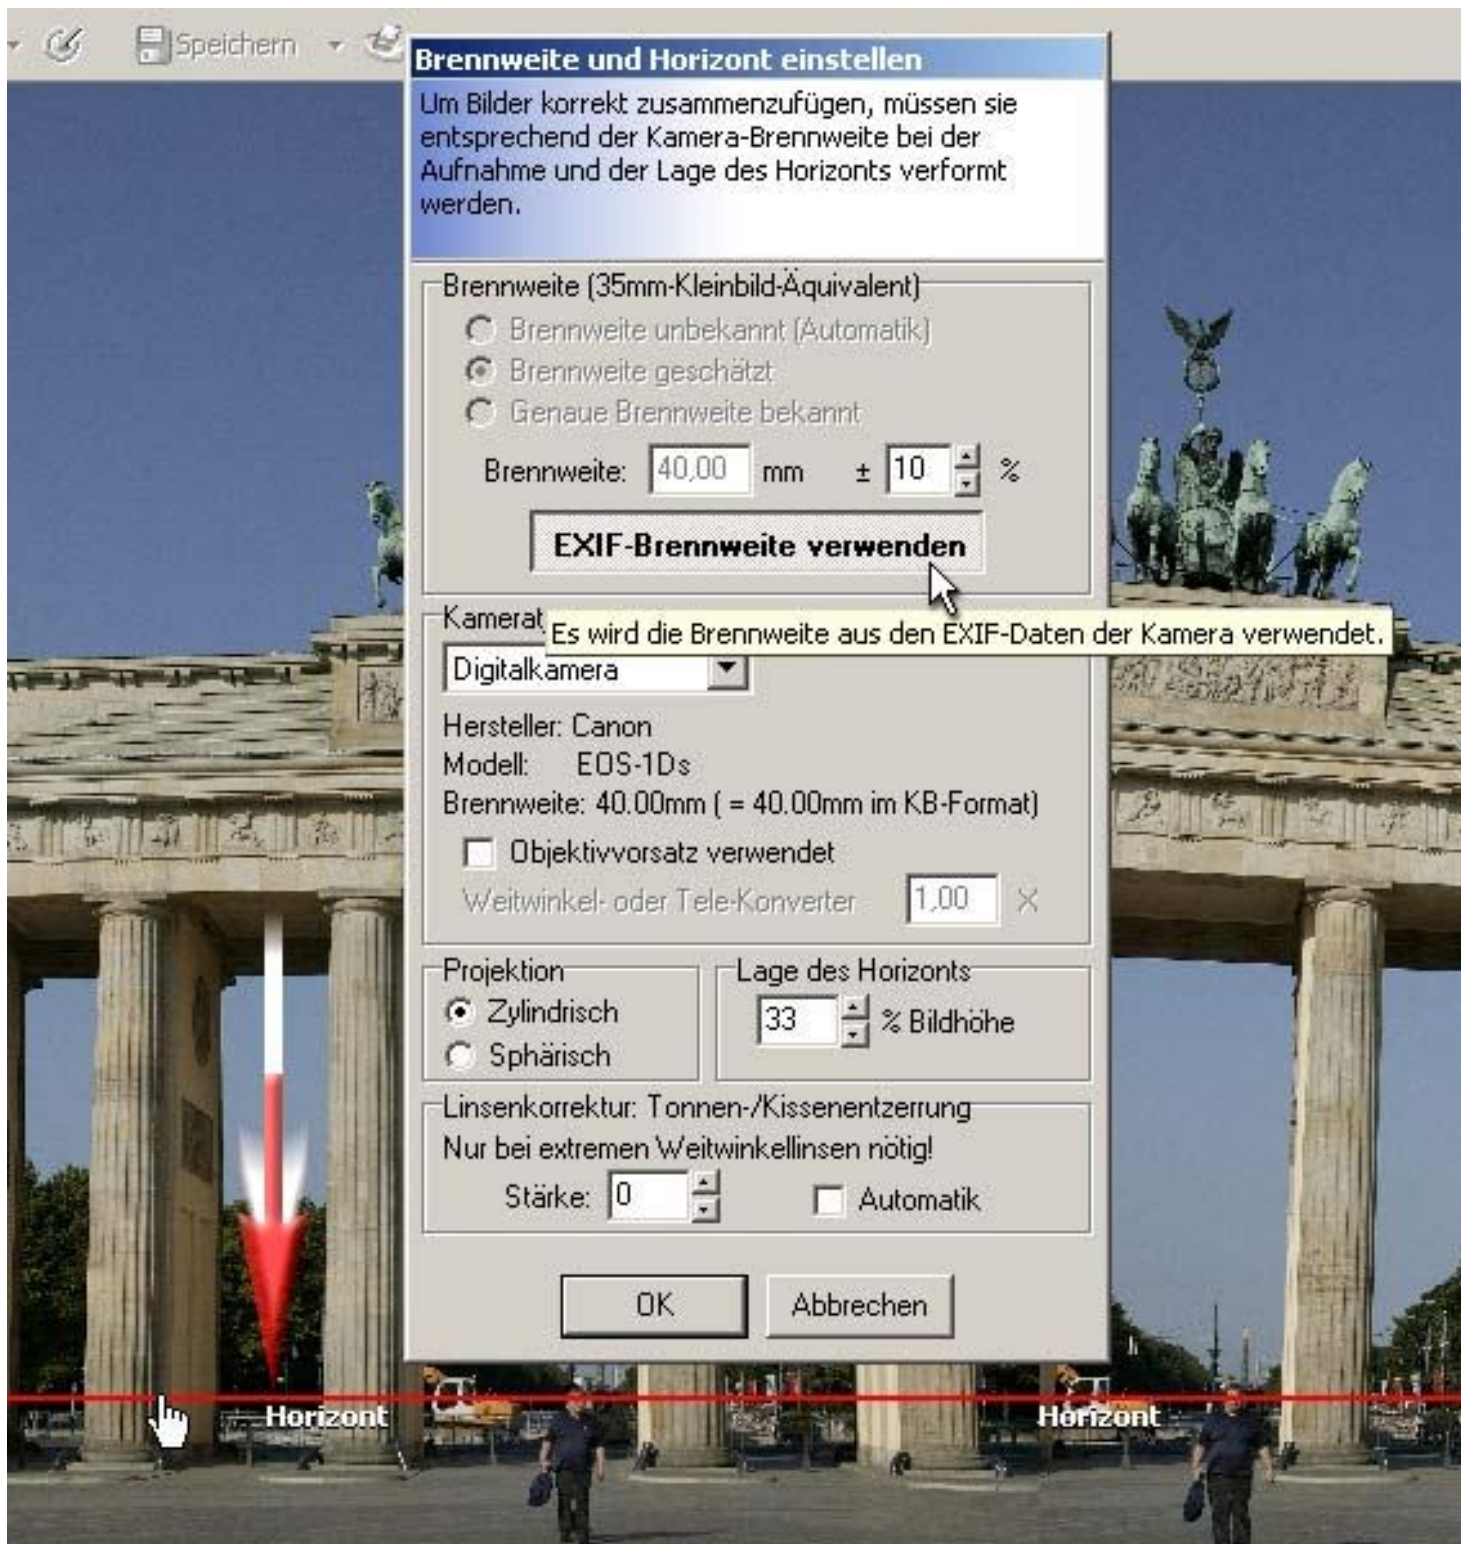 Speichern
Brennweite und Horizont einstellen
Um Bilder korrekt zusammenzufügen, müssen sie
entsprechend der Kamera-Brennweite bei der
Aufnahme und der Lage des Horizonts verformt
werden.
Brennweite (35mm-Kleinbild-Äquivalent)
Brennweite unbekannt (Automatik)
Brennweite geschätzt
Genaue Brennweite bekannt
Brennweite: 40,00 mm ± 10 %
EXIF-Brennweite verwenden
Es wird die Brennweite aus den EXIF-Daten der Kamera verwendet.
Digitalkamera
Hersteller: Canon
Modell: EOS-1Ds
Brennweite: 40.00mm ( = 40.00mm im KB-Format)
Objektivvorsatz verwendet
Weitwinkel- oder Tele-Konverter 1,00 X
Projektion
Zylindrisch
Sphärisch
Lage des Horizonts
33 % Bildhöhe
Linsenkorrektur: Tonnen-/Kissenentzerrung
Nur bei extremen Weitwinkellinsen nötig!
Stärke: 0 Automatik
OK Abbrechen
Horizont Horizont